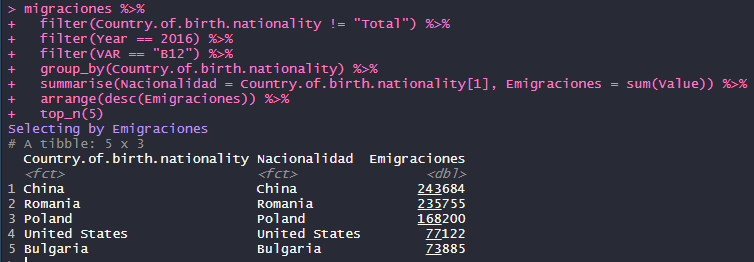 > migraciones %>%
+   filter(Country.of.birth.nationality != "Total") %>%
+   filter(Year == 2016) %>%
+   filter(VAR == "B12") %>%
+   group_by(Country.of.birth.nationality) %>%
+   summarise(Nacionalidad = Country.of.birth.nationality[1], Emigraciones = sum(Value)) %>%
+   arrange(desc(Emigraciones)) %>%
+   top_n(5)
Selecting by Emigraciones
# A tibble: 5 x 3
  Country.of.birth.nationality Nacionalidad  Emigraciones
  <fct>                        <fct>                <dbl>
1 China                        China               243684
2 Romania                      Romania             235755
3 Poland                       Poland              168200
4 United States                United States        77122
5 Bulgaria                     Bulgaria             73885